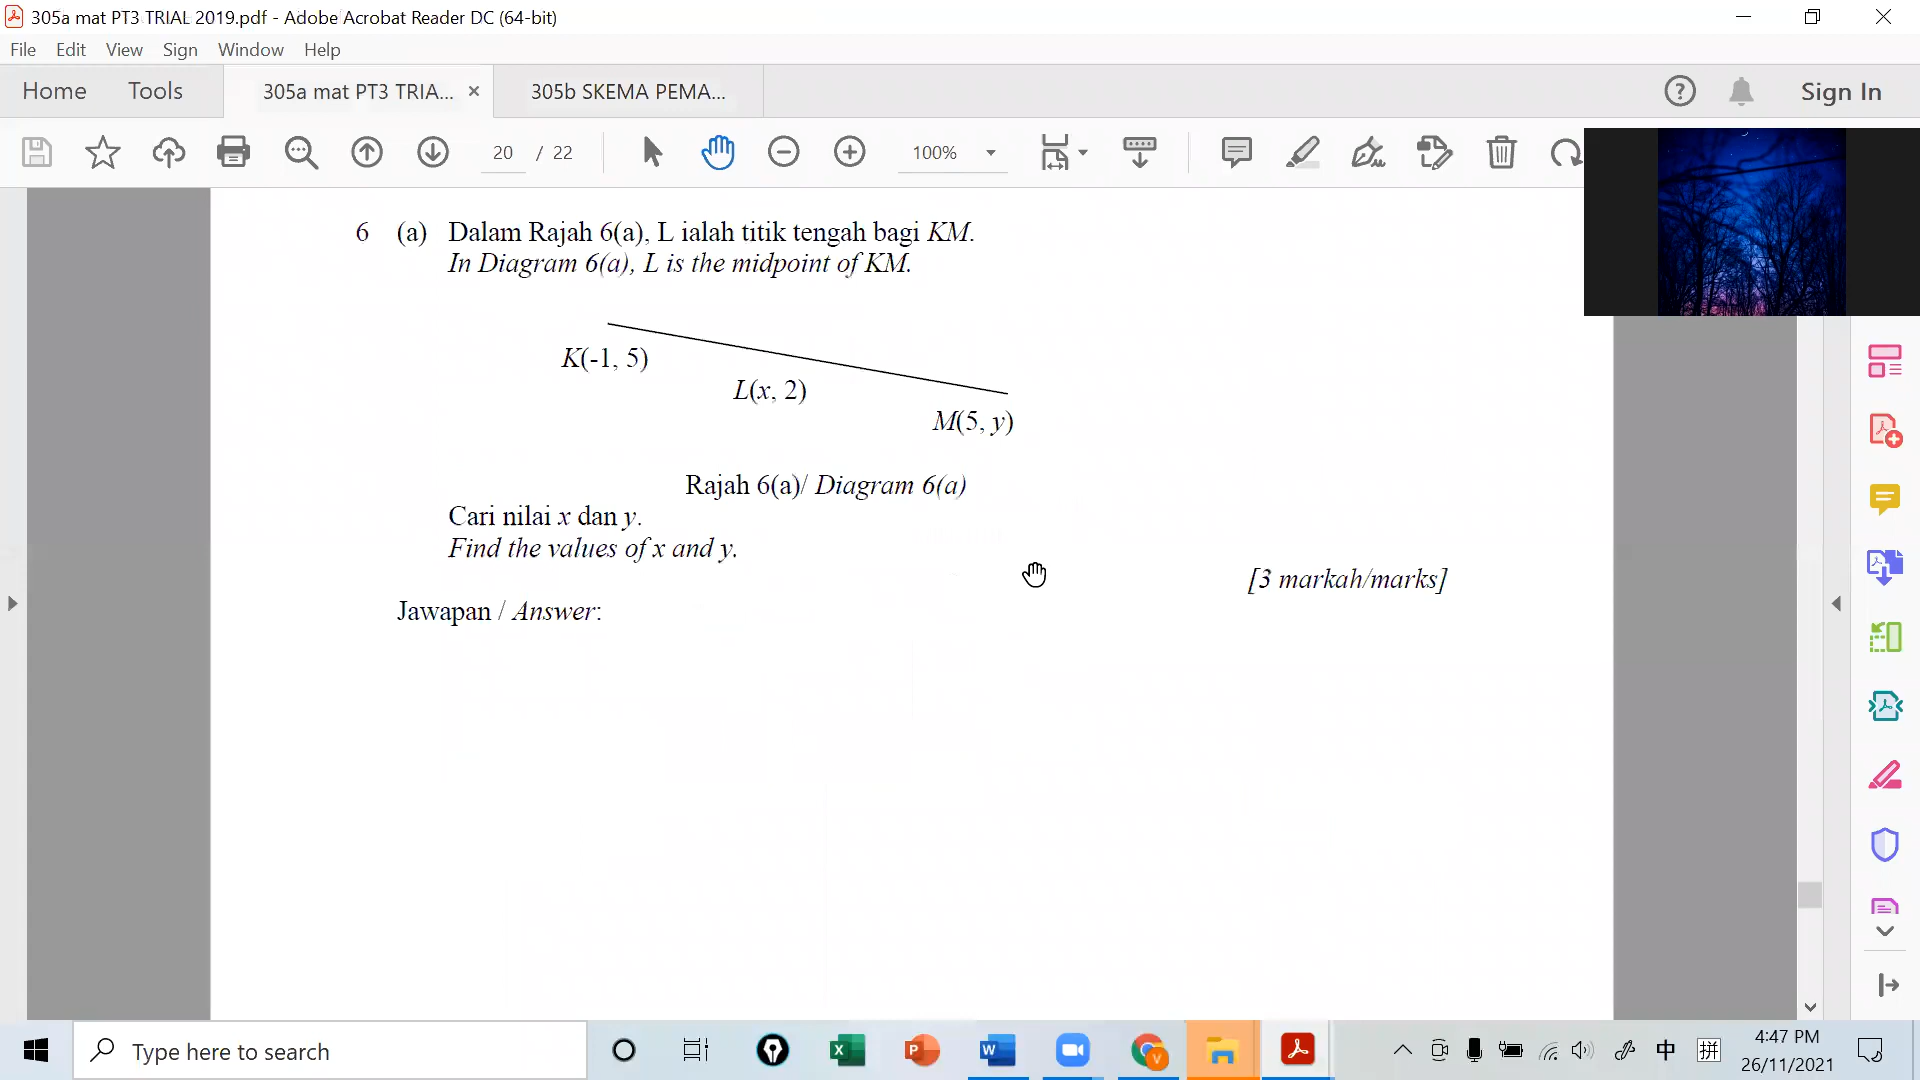 305a mat PT3 TRIAL 2019.pdf - Adobe Acrobat Reader DC (64-bit)
File Edit View Sign Window Help
Home Tools 305a mat PT3 TRIA... × 305b SKEMA PEMA... Sign In
20 / 22 100%
6 (a) Dalam Rajah 6(a), L ialah titik tengah bagi KM.
In Diagram 6(a), L is the midpoint of KM.
K(-1, 5)
L(x, 2)
M(5, y)
Rajah 6(a)/ Diagram 6(a)
Cari nilai x dan y.
Find the values of x and y.
[3 markah/marks]
Jawapan / Answer:
Type here to search
中 拼
4:47 PM
26/11/2021